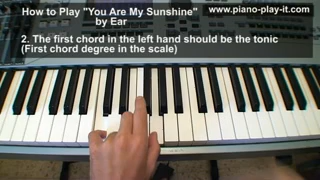 How to Play "You Are My Sunshine"
www.piano-play-it.com
by Ear
2. The first chord in the left hand should be the tonic
(First chord degree in the scale)